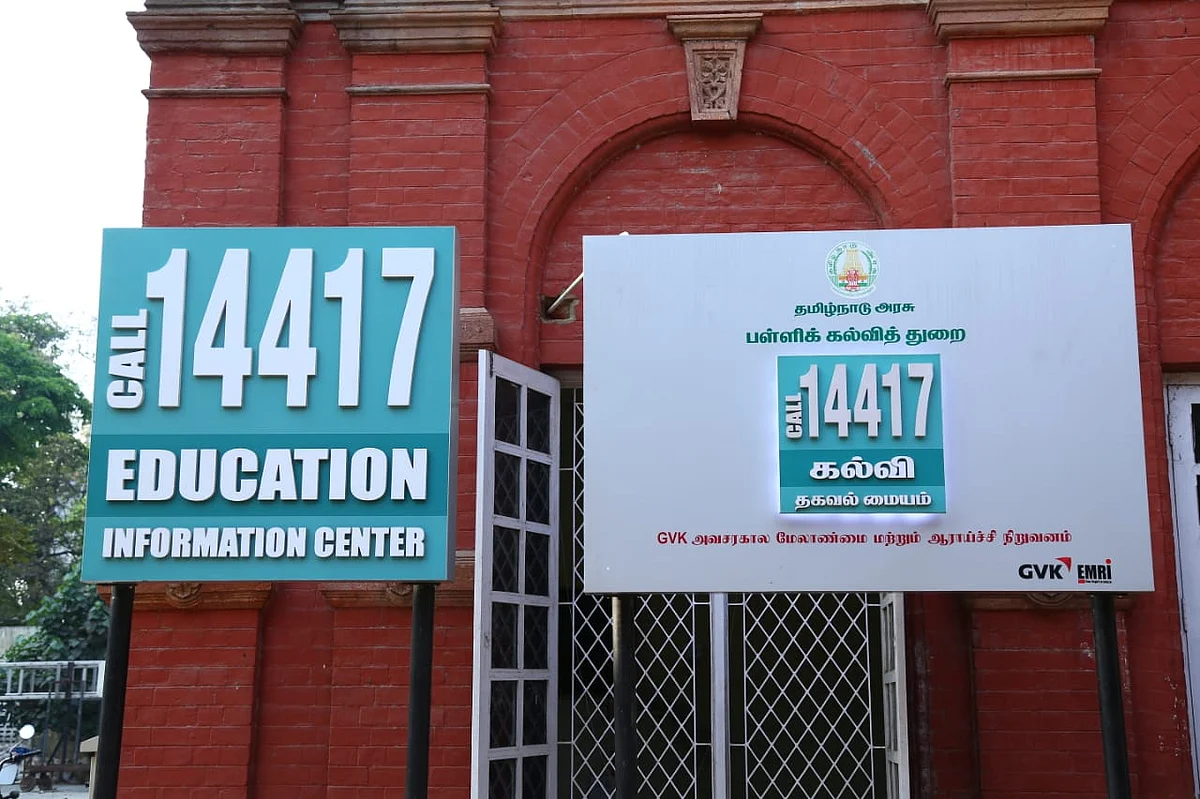 CALL 14417
EDUCATION
INFORMATION CENTER
தமிழ்நாடு அரசு
பள்ளிக் கல்வித் துறை
CALL 14417
கல்வி
தகவல் மையம்
GVK அவசரகால மேலாண்மை மற்றும் ஆராய்ச்சி நிறுவனம்
GVK EMRI